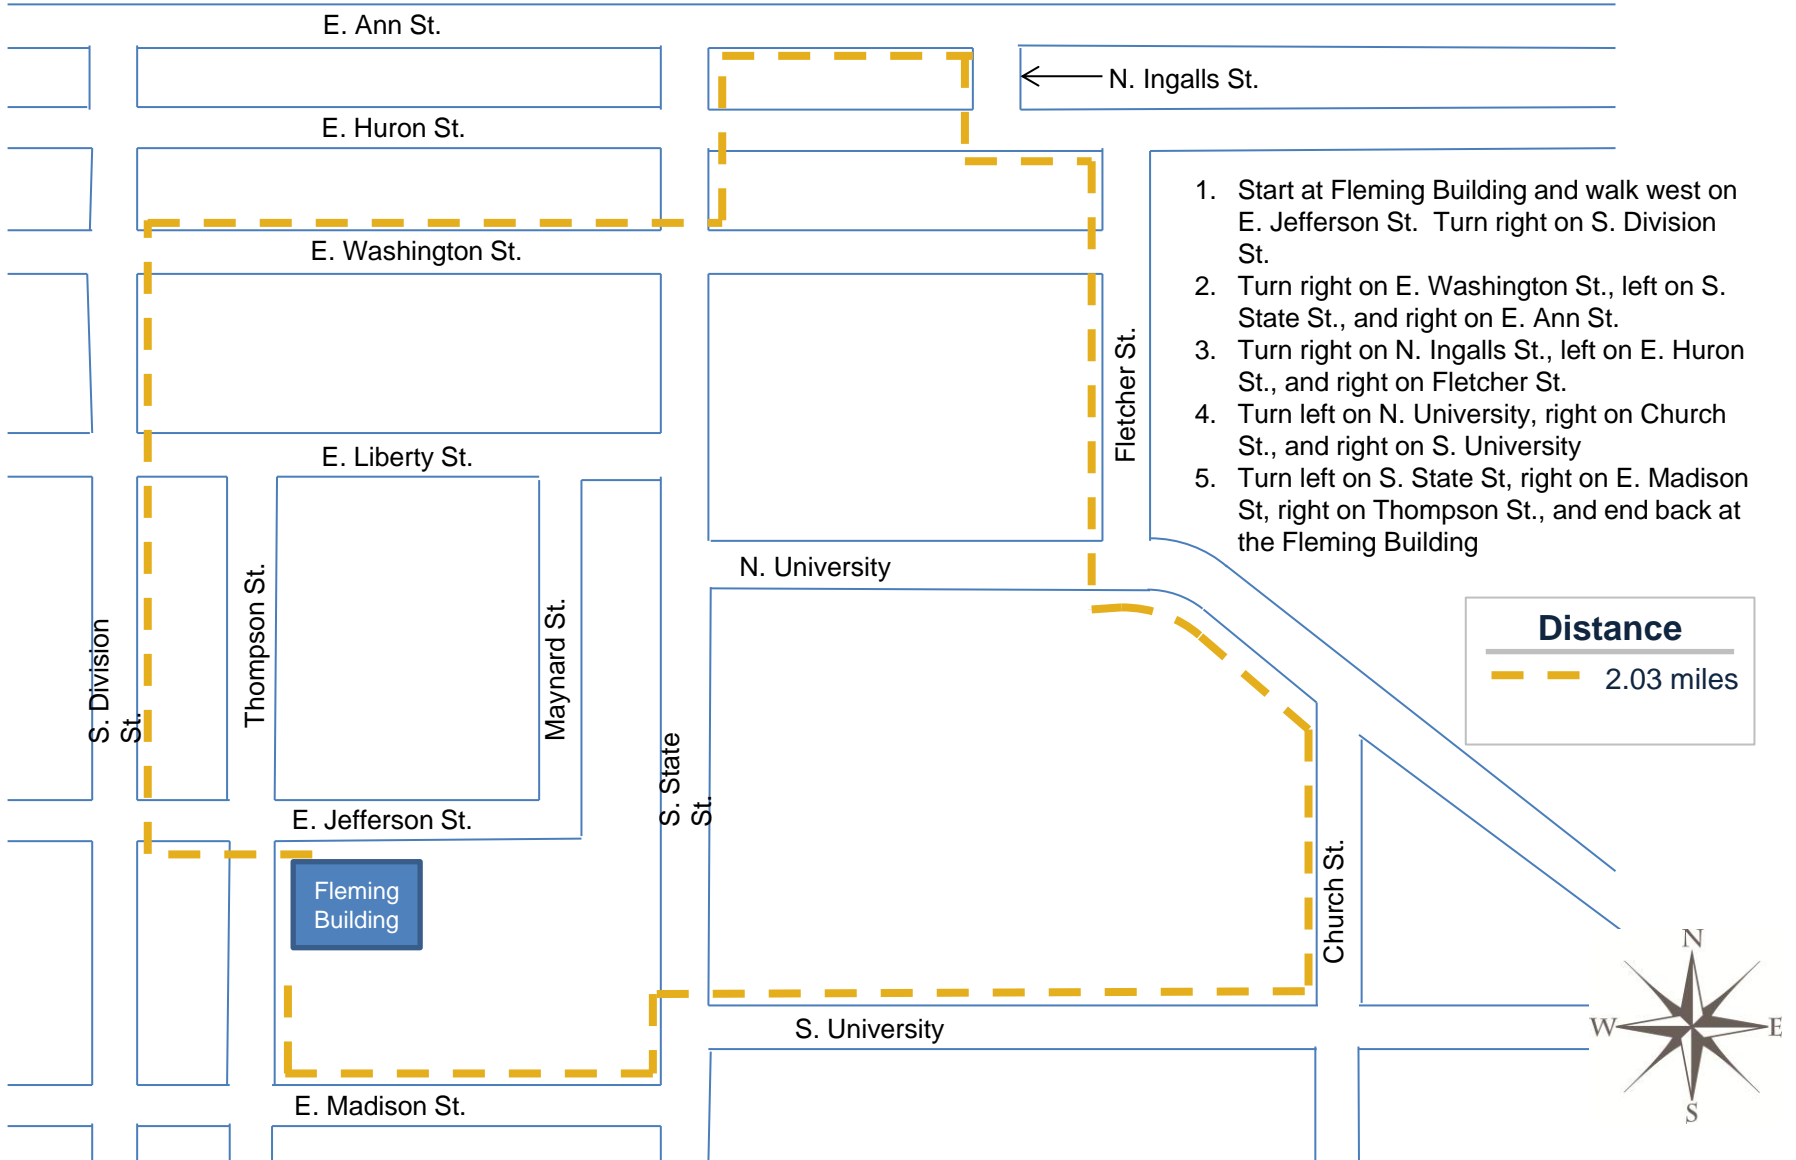 E. Ann St.
N. Ingalls St.
E. Huron St.
1. Start at Fleming Building and walk west on
E. Jefferson St. Turn right on S. Division
St.
2. Turn right on E. Washington St., left on S.
State St., and right on E. Ann St.
3. Turn right on N. Ingalls St., left on E. Huron
St., and right on Fletcher St.
4. Turn left on N. University, right on Church
St., and right on S. University
5. Turn left on S. State St, right on E. Madison
St, right on Thompson St., and end back at
the Fleming Building
E. Washington St.
Fletcher St.
E. Liberty St.
N. University
S. Division
St.
Thompson St.
Maynard St.
S. State
St.
Distance
2.03 miles
E. Jefferson St.
Fleming
Building
Church St.
N
W
E
S
S. University
E. Madison St.